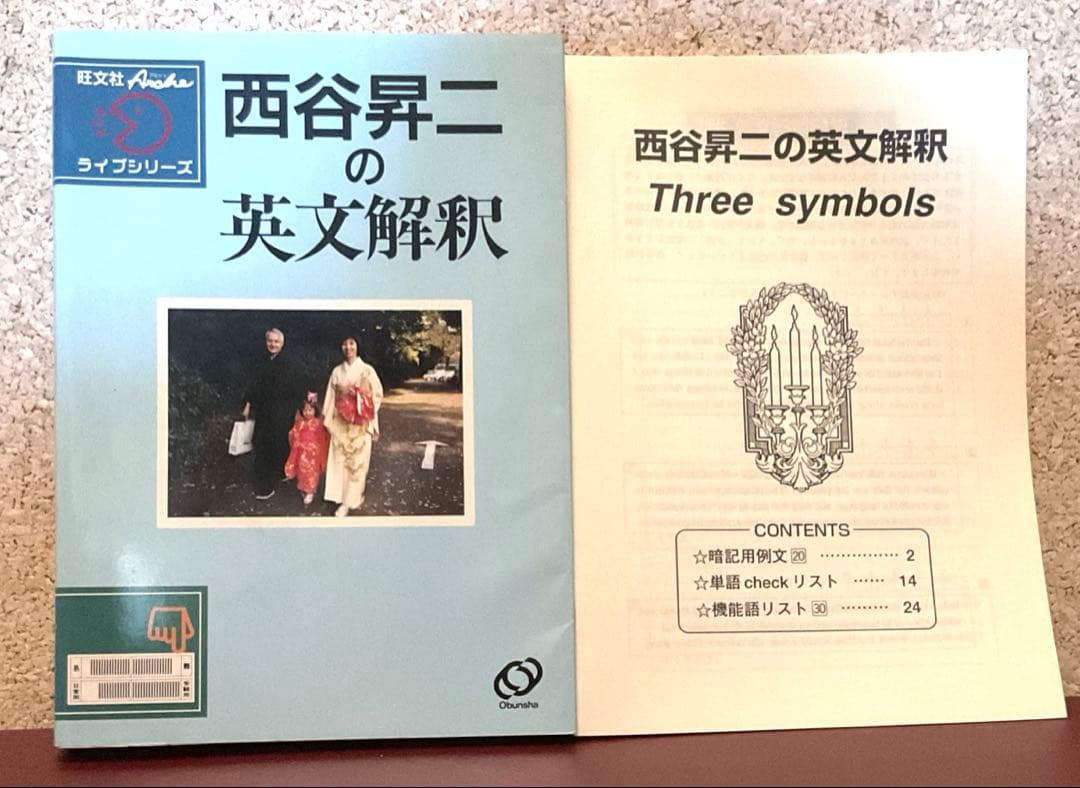 旺文社 Arche
ライブシリーズ
西谷昇二
の
英文解釈
Obunsha
西谷昇二の英文解釈
Three symbols
CONTENTS
☆暗記用例文 20 …………… 2
☆単語 check リスト …… 14
☆機能語リスト 30 ……… 24